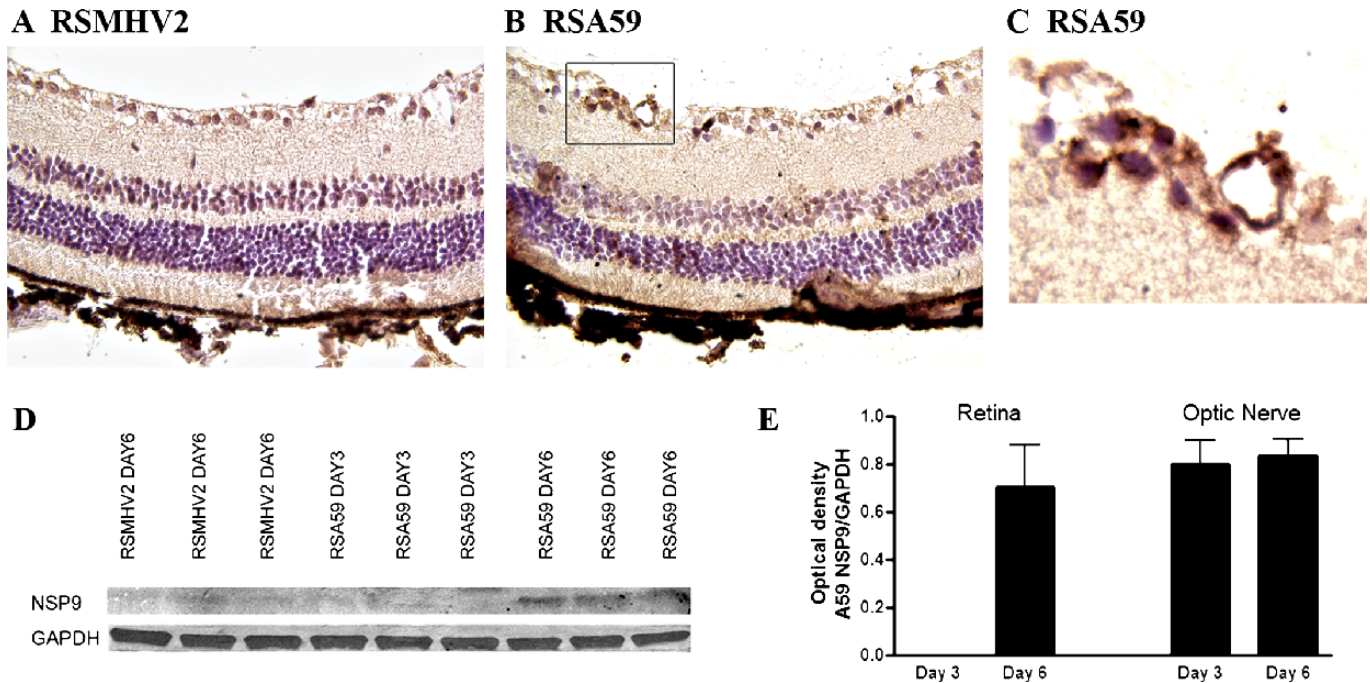 A RSMHV2
B RSA59
C RSA59
D
RSMHV2 DAY6
RSMHV2 DAY6
RSMHV2 DAY6
RSA59 DAY3
RSA59 DAY3
RSA59 DAY3
RSA59 DAY6
RSA59 DAY6
RSA59 DAY6
NSP9
GAPDH
E
Retina
Optic Nerve
Optical density
A59 NSP9/GAPDH
1.0
0.8
0.6
0.4
0.2
0.0
Day 3
Day 6
Day 3
Day 6